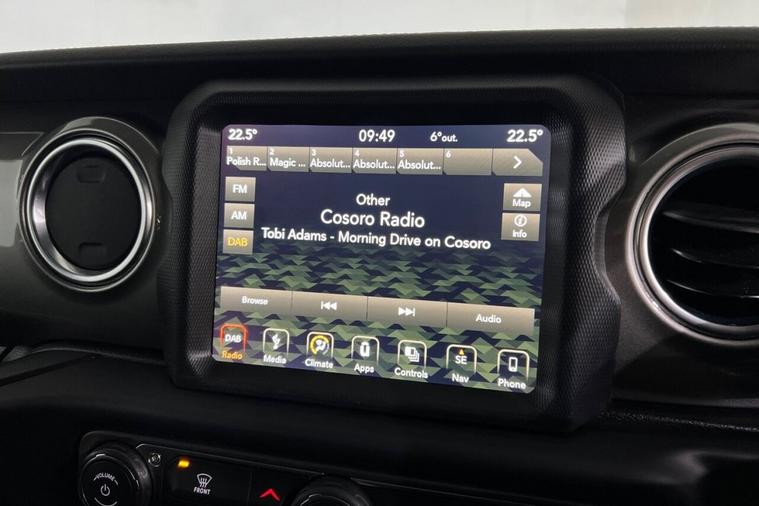 22.5° 09:49 6°out. 22.5°
1 Polish R... 2 Magic ... 3 Absolut... 4 Absolut... 5 Absolut... 6
FM
AM
DAB
Map
i Info
Other
Cosoro Radio
Tobi Adams - Morning Drive on Cosoro
Browse Audio
DAB SE
Radio Media Climate Apps Controls Nav Phone
VOLUME
FRONT